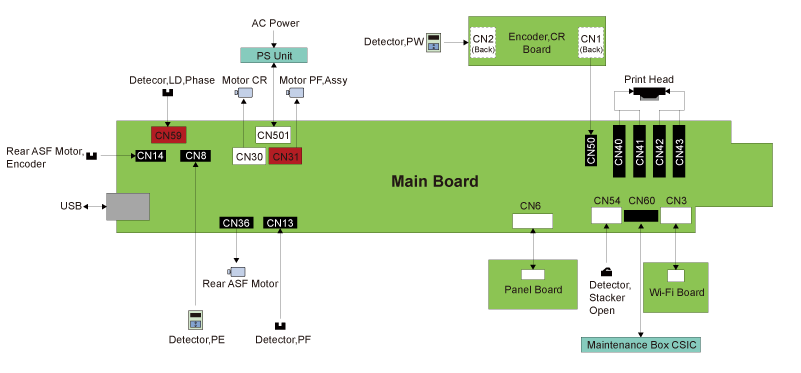 AC Power
PS Unit
Detector,PW
CN2
(Back)
Encoder,CR
Board
CN1
(Back)
Detecor,LD,Phase
Motor CR
Motor PF,Assy
Print Head
CN59
CN501
CN14
CN8
CN30
CN31
CN50
CN40
CN41
CN42
CN43
Rear ASF Motor,
Encoder
Main Board
USB
CN36
CN13
CN6
CN54
CN60
CN3
Rear ASF Motor
Panel Board
Detector,
Stacker
Open
Wi-Fi Board
Detector,PE
Detector,PF
Maintenance Box CSIC